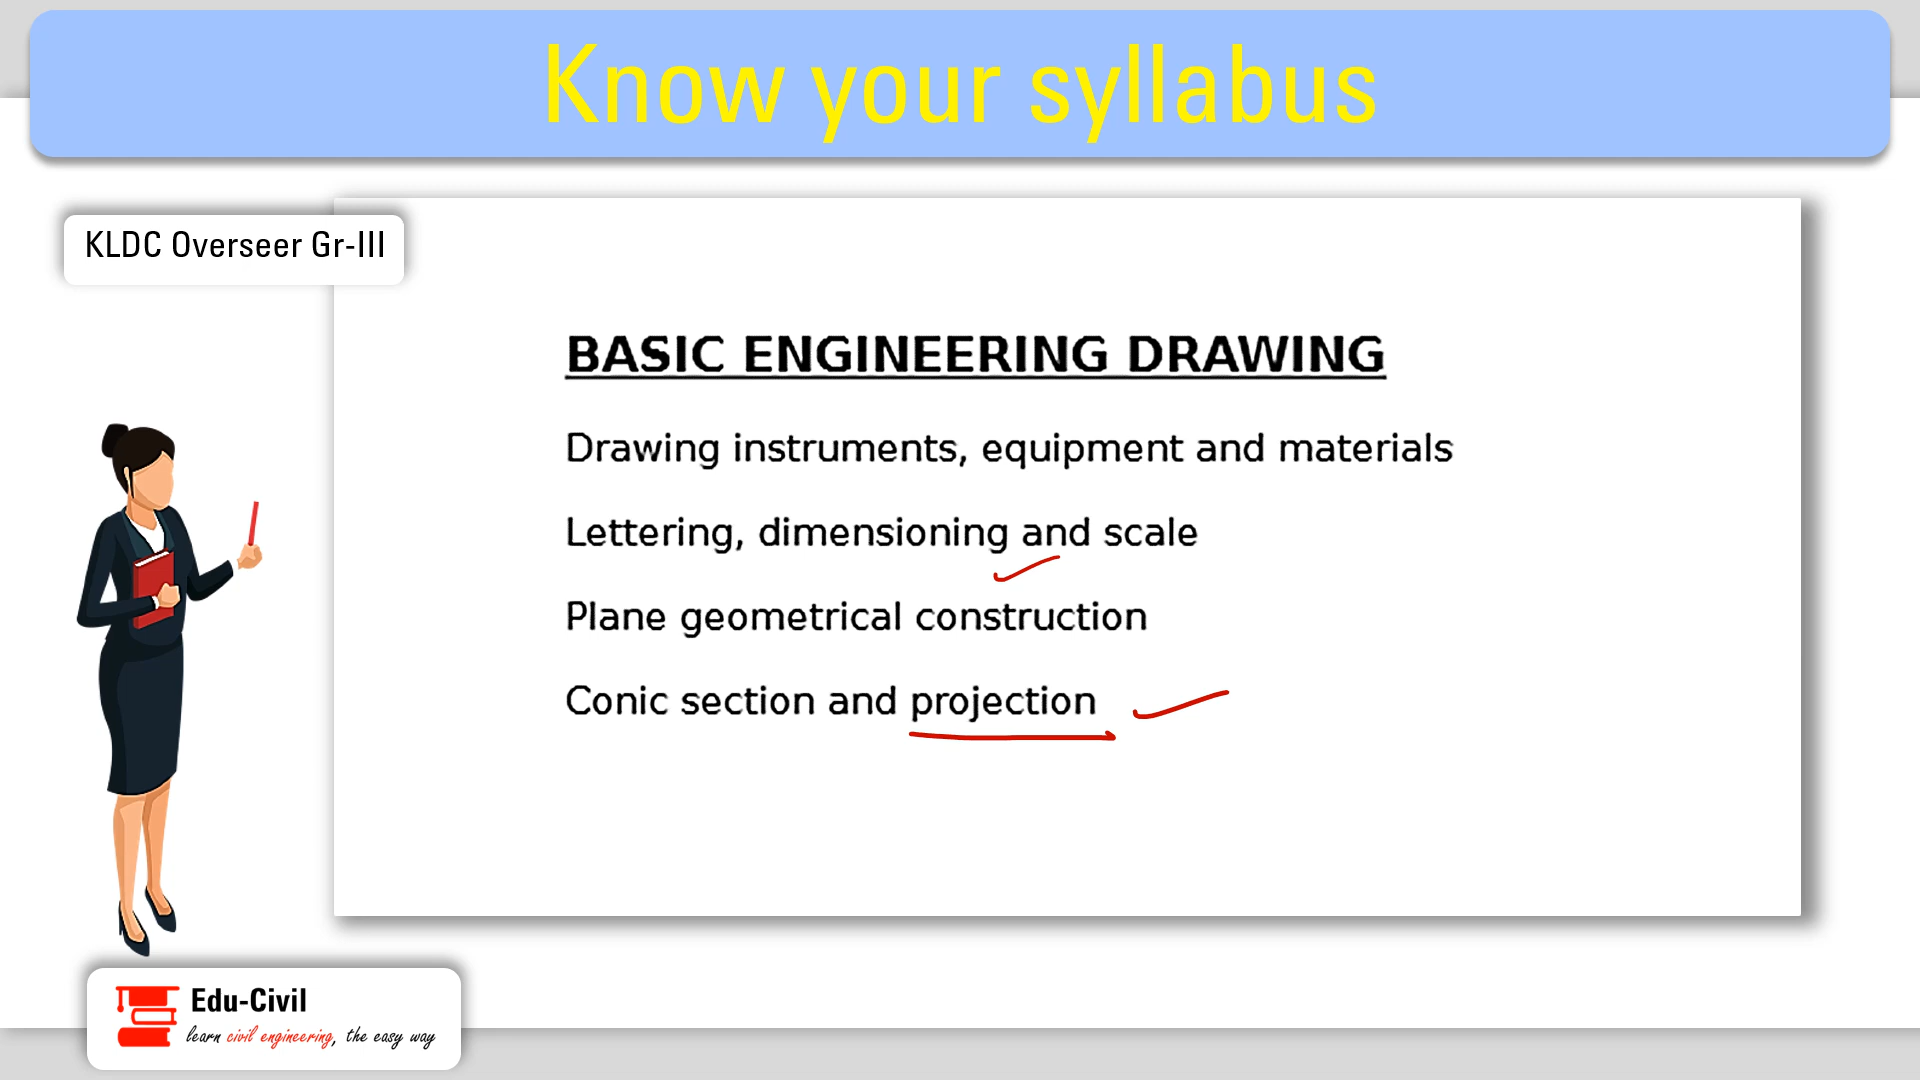 Know your syllabus
KLDC Overseer Gr-III
BASIC ENGINEERING DRAWING
Drawing instruments, equipment and materials
Lettering, dimensioning and scale
Plane geometrical construction
Conic section and projection
Edu-Civil
learn civil engineering, the easy way